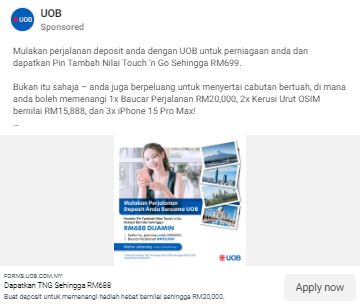 UOB
Sponsored
Mulakan perjalanan deposit anda dengan UOB untuk perniagaan anda dan
dapatkan Pin Tambah Nilai Touch 'n Go Sehingga RM699.
Bukan itu sahaja – anda juga berpeluang untuk menyertai cabutan bertuah, di mana
anda boleh memenangi 1x Baucar Perjalanan RM20,000, 2x Kerusi Urut OSIM
bernilai RM15,888, dan 3x iPhone 15 Pro Max!
...
Mulakan Perjalanan
Deposit Anda Bersama UOB
RM688 DIJAMIN
UOB
FORMS.UOB.COM.MY
Dapatkan TNG Sehingga RM688
Buat deposit untuk memenangi hadiah hebat bernilai sehingga RM20,000.
Apply now